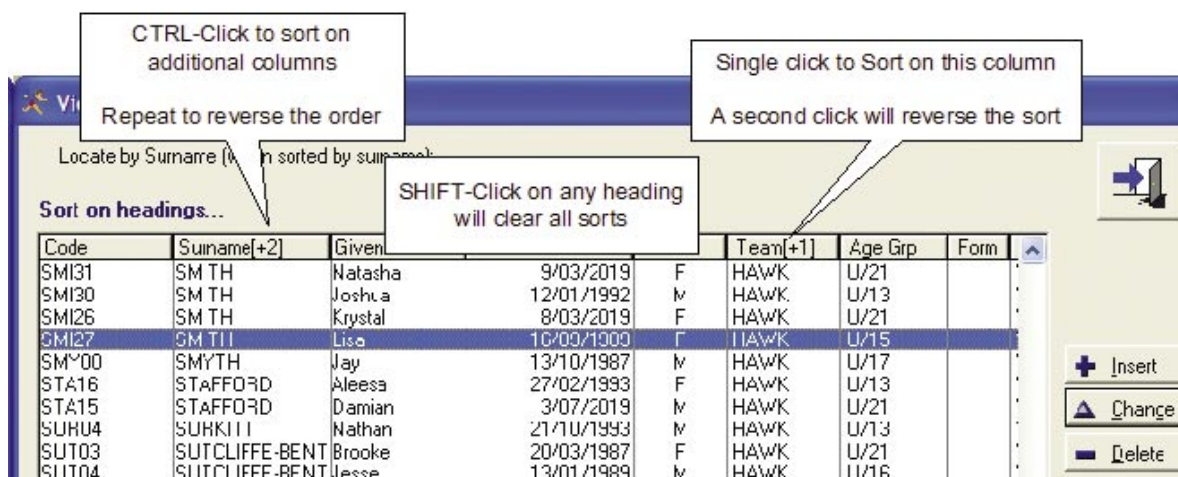 CTRL-Click to sort on
additional columns
Repeat to reverse the order
Single click to Sort on this column
A second click will reverse the sort
Locate by Surname sorted by surname):
SHIFT-Click on any heading
will clear all sorts
Sort on headings...
Code Surname[+2] Given Team[+1] Age Grp Form
SMI31 SMITH Natasha 9/03/2019 F HAWK U/21
SMI30 SMITH Joshua 12/01/1992 M HAWK U/13
SMI26 SMITH Krystal 8/03/2019 F HAWK U/21
SMI27 SMITH Lisa F HAWK U/15
SMY00 SMYTH Jay 13/10/1987 M HAWK U/17
STA16 STAFFORD Aleesa 27/02/1993 F HAWK U/13
STA15 STAFFORD Damian 3/07/2019 M HAWK U/21
SUR04 SURKITT Nathan 21/10/1993 M HAWK U/13
SUT03 SUTCLIFFE-BENT Brooke 20/03/1987 F HAWK U/21
SUT04 SUTCLIFFE-BENT Jesse 13/01/1989 M HAWK U/16
Insert
Change
Delete